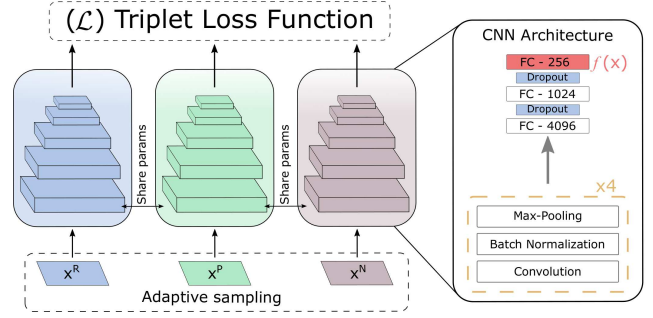 (ℒ) Triplet Loss Function
Share params
Share params
x^R
x^P
x^N
Adaptive sampling
CNN Architecture
FC - 256
f(x)
Dropout
FC - 1024
Dropout
FC - 4096
x4
Max-Pooling
Batch Normalization
Convolution